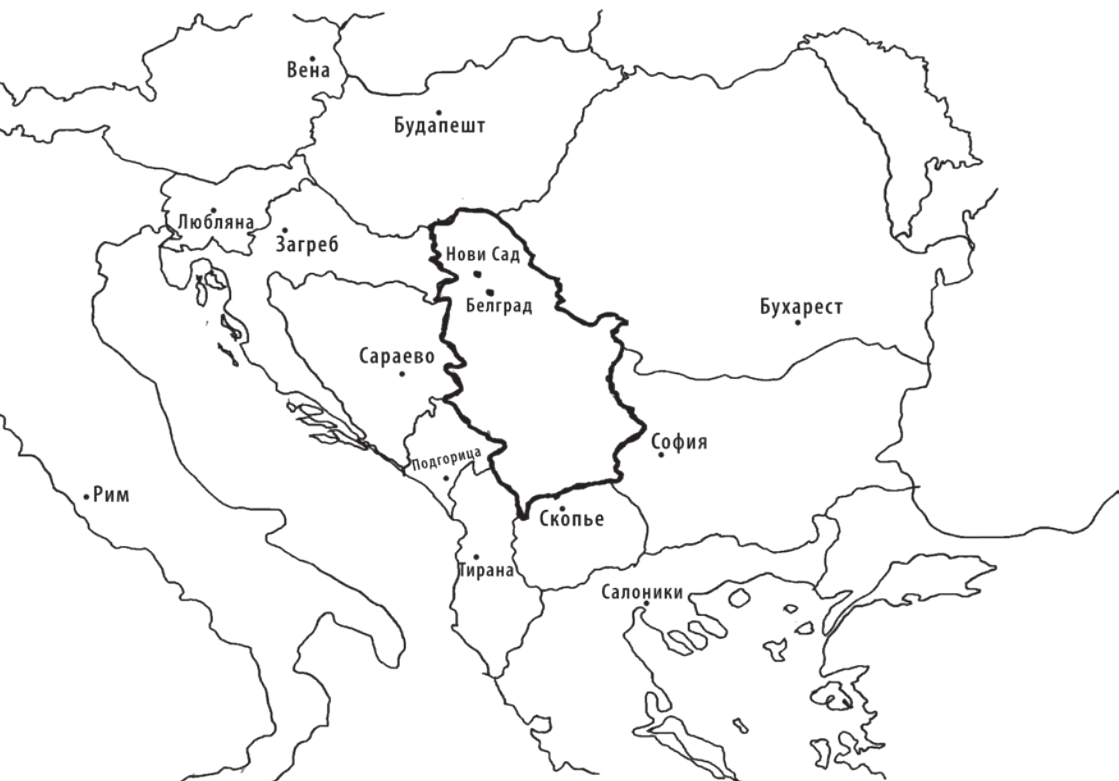 Вена
Будапешт
Любляна
Загреб
Нови Сад
Белград
Бухарест
Сараево
София
Подгорица
Рим
Скопье
Тирана
Салоники